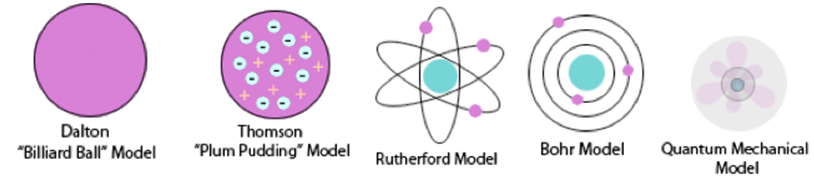 Dalton
"Billiard Ball" Model
Thomson
"Plum Pudding" Model
Rutherford Model
Bohr Model
Quantum Mechanical
Model